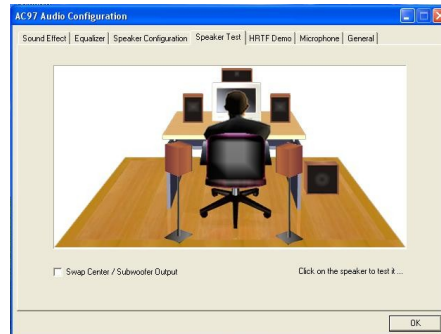 AC97 Audio Configuration
Sound Effect Equalizer Speaker Configuration Speaker Test HRTF Demo Microphone General
Swap Center / Subwoofer Output
Click on the speaker to test it ...
OK